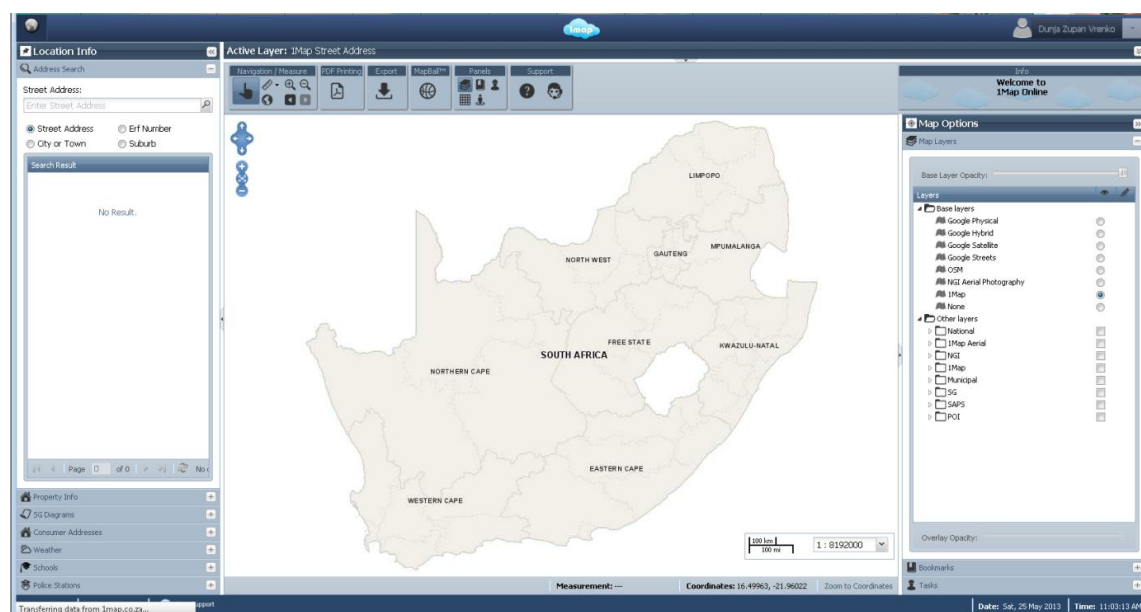 1map
Dunja Zupan Vrenko
Location Info
Active Layer: 1Map Street Address
Address Search
Street Address:
Enter Street Address
Street Address
Erf Number
City or Town
Suburb
Search Result
No Result.
Page 0 of 0
Property Info
SG Diagrams
Consumer Addresses
Weather
Schools
Police Stations
Transferring data from 1map.co.za...
upport
Navigation / Measure
PDF Printing
Export
MapBall™
Panels
Support
LIMPOPO
MPUMALANGA
GAUTENG
NORTH WEST
FREE STATE
KWAZULU-NATAL
SOUTH AFRICA
NORTHERN CAPE
EASTERN CAPE
WESTERN CAPE
100 km
100 mi
1 : 8192000
Measurement: ---
Coordinates: 16.49963, -21.96022
Zoom to Coordinates
Info
Welcome to
1Map Online
Map Options
Map Layers
Base Layer Opacity:
Layers
Base layers
Google Physical
Google Hybrid
Google Satellite
Google Streets
OSM
NGI Aerial Photography
1Map
None
Other layers
National
1Map Aerial
NGI
1Map
Municipal
SG
SAPS
POI
Overlay Opacity:
Bookmarks
Tasks
Date: Sat, 25 May 2013
Time: 11:03:13 AM